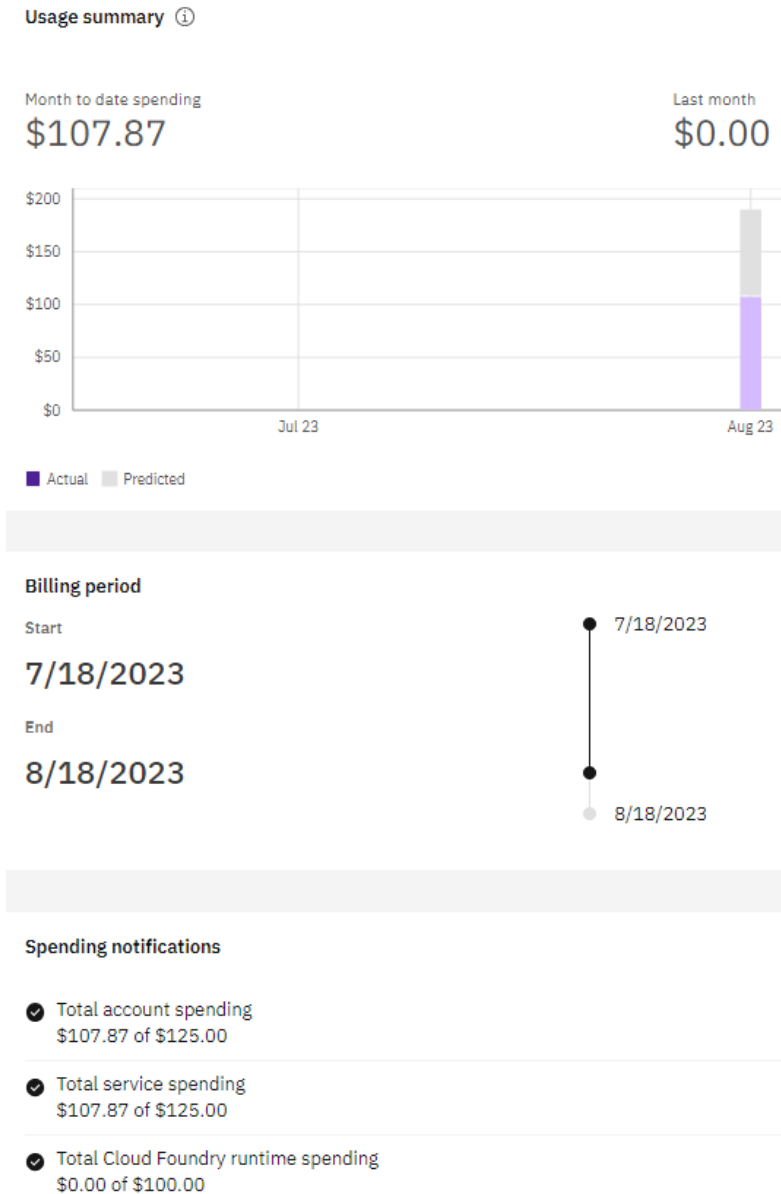 Usage summary
Month to date spending
$107.87
Last month
$0.00
$200
$150
$100
$50
$0
Jul 23
Aug 23
Actual
Predicted
Billing period
Start
7/18/2023
End
8/18/2023
7/18/2023
8/18/2023
Spending notifications
Total account spending
$107.87 of $125.00
Total service spending
$107.87 of $125.00
Total Cloud Foundry runtime spending
$0.00 of $100.00